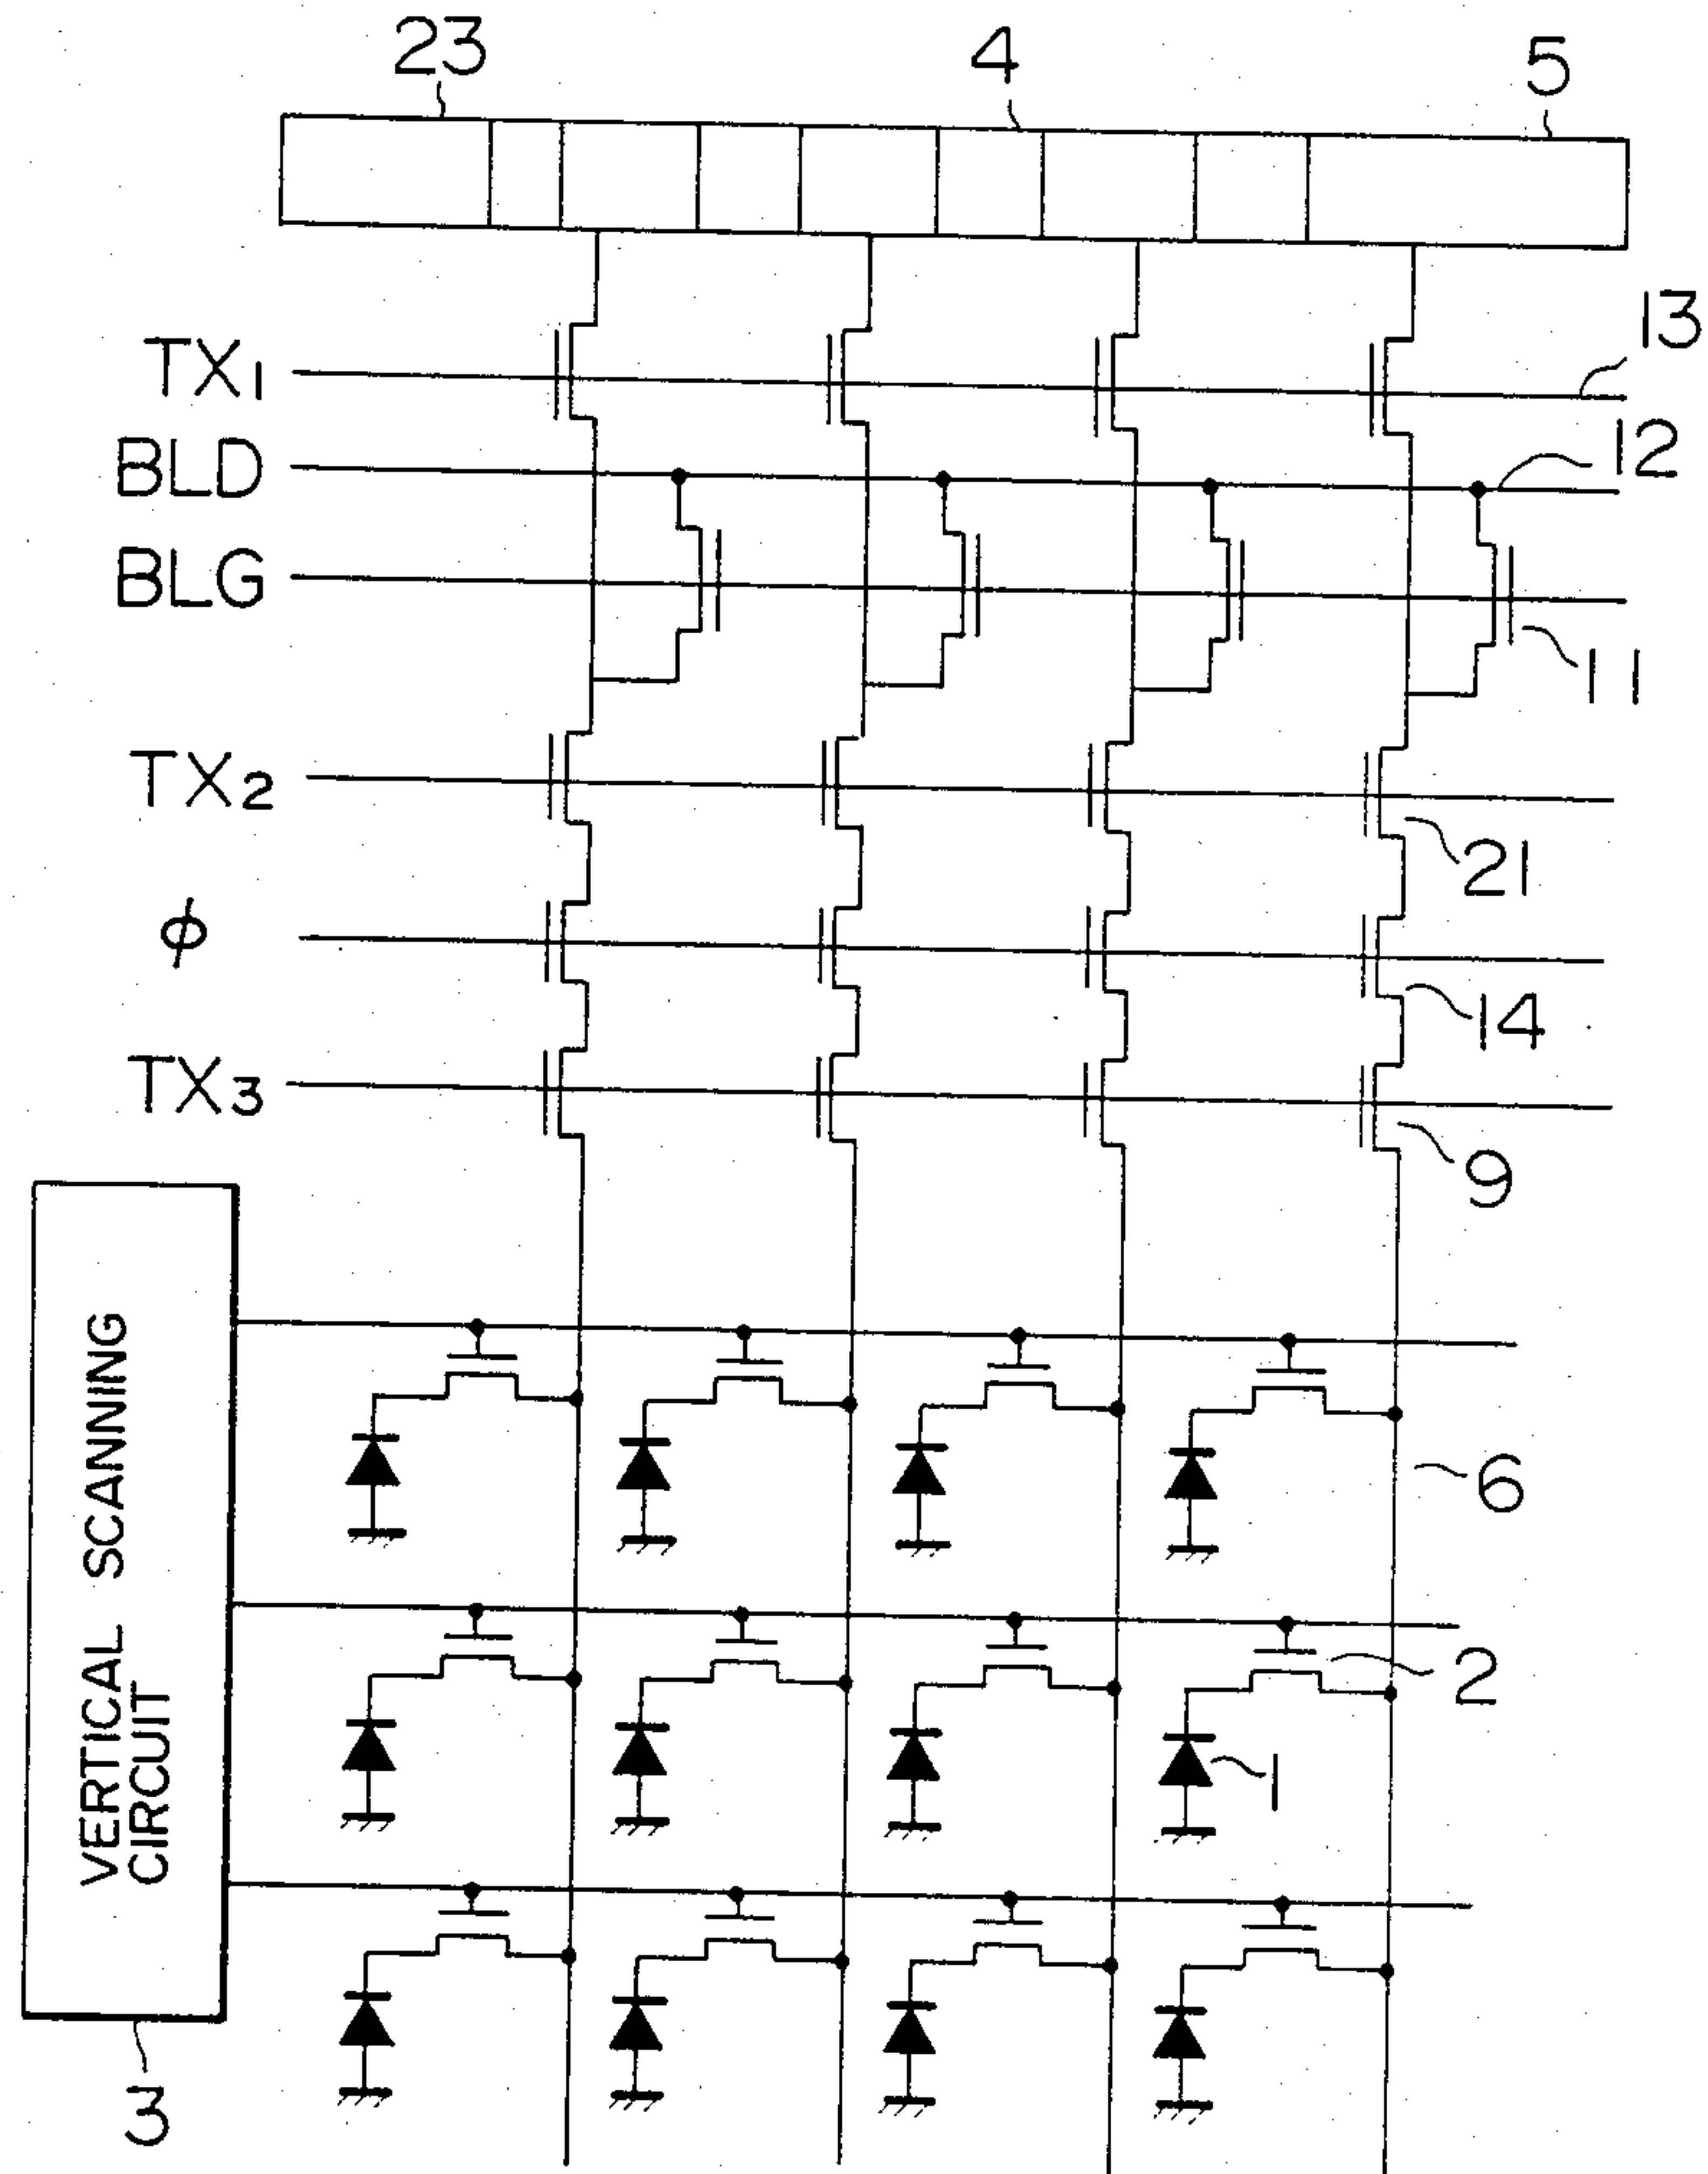 23
4
5
TX1
13
BLD
12
BLG
11
TX2
21
ϕ
14
TX3
9
6
VERTICAL SCANNING
CIRCUIT
2
1
3